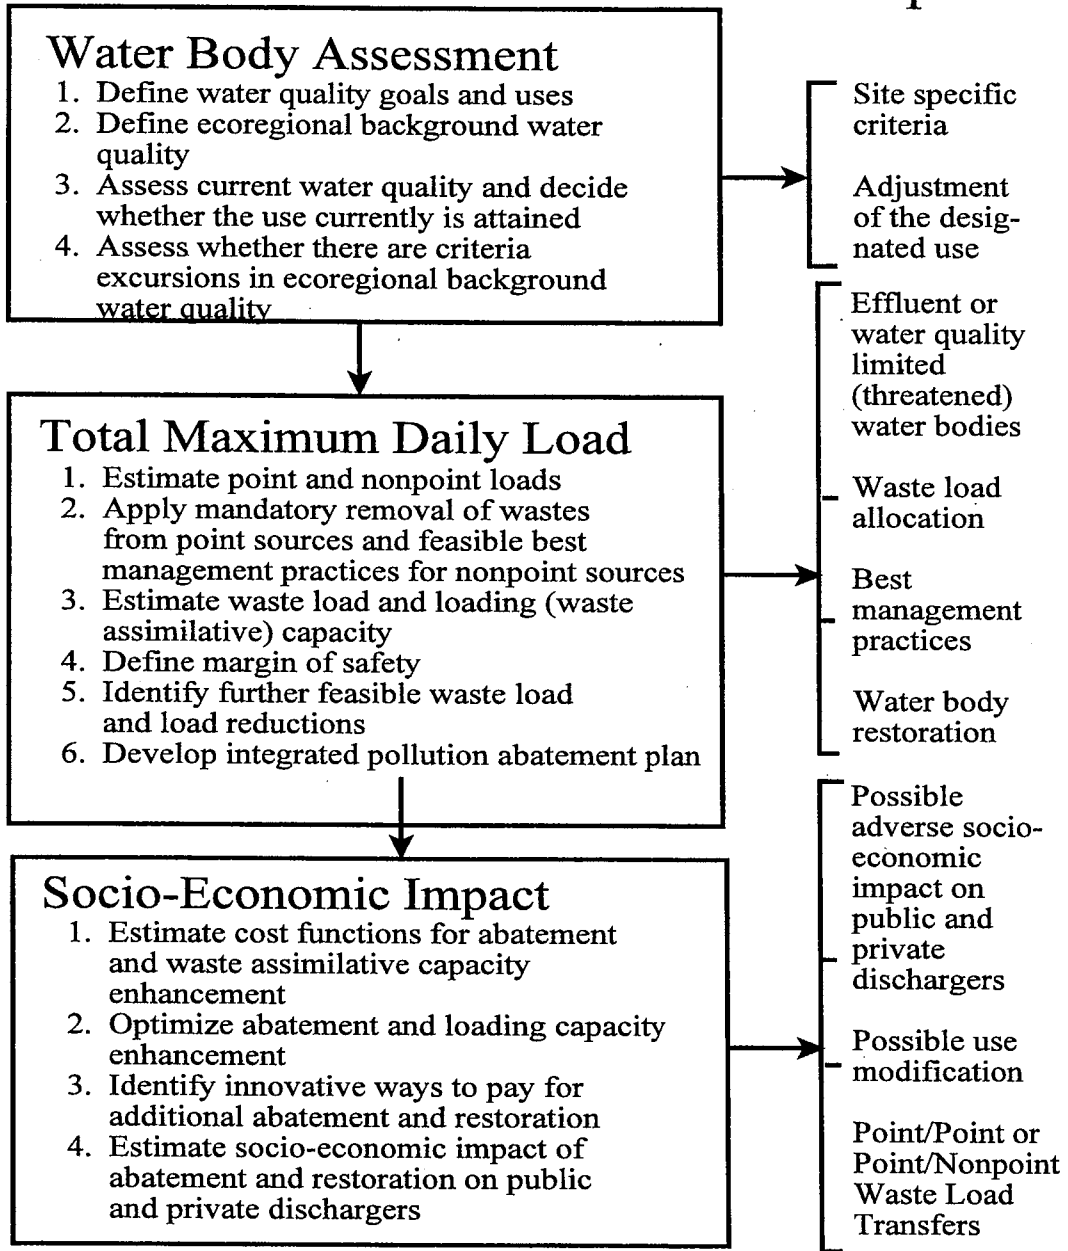 Water Body Assessment
1. Define water quality goals and uses
2. Define ecoregional background water
quality
3. Assess current water quality and decide
whether the use currently is attained
4. Assess whether there are criteria
excursions in ecoregional background
water quality
Site specific
criteria
Adjustment
of the desig-
nated use
Total Maximum Daily Load
1. Estimate point and nonpoint loads
2. Apply mandatory removal of wastes
from point sources and feasible best
management practices for nonpoint sources
3. Estimate waste load and loading (waste
assimilative) capacity
4. Define margin of safety
5. Identify further feasible waste load
and load reductions
6. Develop integrated pollution abatement plan
Effluent or
water quality
limited
(threatened)
water bodies
Waste load
allocation
Best
management
practices
Water body
restoration
Socio-Economic Impact
1. Estimate cost functions for abatement
and waste assimilative capacity
enhancement
2. Optimize abatement and loading capacity
enhancement
3. Identify innovative ways to pay for
additional abatement and restoration
4. Estimate socio-economic impact of
abatement and restoration on public
and private dischargers
Possible
adverse socio-
economic
impact on
public and
private
dischargers
Possible use
modification
Point/Point or
Point/Nonpoint
Waste Load
Transfers